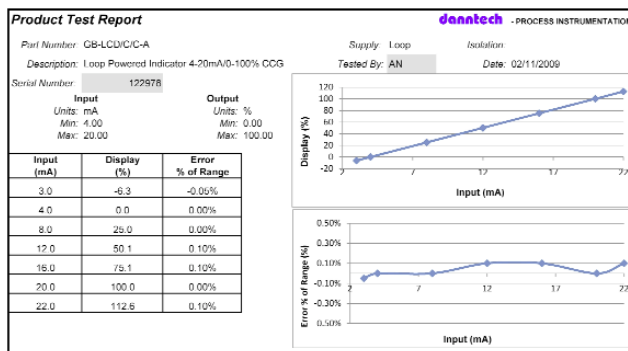 Product Test Report
danntech - PROCESS INSTRUMENTATION
Part Number: GB-LCD/C/C-A
Supply: Loop
Isolation:
Description: Loop Powered Indicator 4-20mA/0-100% CCG
Tested By: AN
Date: 02/11/2009
Serial Number: 122978
Input
Output
Units: mA
Units: %
Min: 4.00
Min: 0.00
Max: 20.00
Max: 100.00
Input (mA) Display (%) Error % of Range
3.0 -6.3 -0.05%
4.0 0.0 0.00%
8.0 25.0 0.00%
12.0 50.1 0.10%
16.0 75.1 0.10%
20.0 100.0 0.00%
22.0 112.6 0.10%
Display (%)
120
100
80
60
40
20
0
-20
2 7 12 17 22
Input (mA)
Error % of Range (%)
0.50%
0.30%
0.10%
-0.10%
-0.30%
0.50%
2 7 12 17 22
Input (mA)